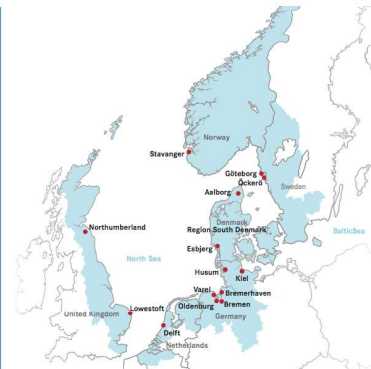 Norway
Stavanger
Göteborg
Öckerö
Sweden
Aalborg
Denmark
Region South Denmark
Northumberland
BalticSea
Esbjerg
North Sea
Husum
Kiel
Varel
Bremerhaven
Oldenburg
Bremen
Lowestoft
United Kingdom
Germany
Delft
Netherlands